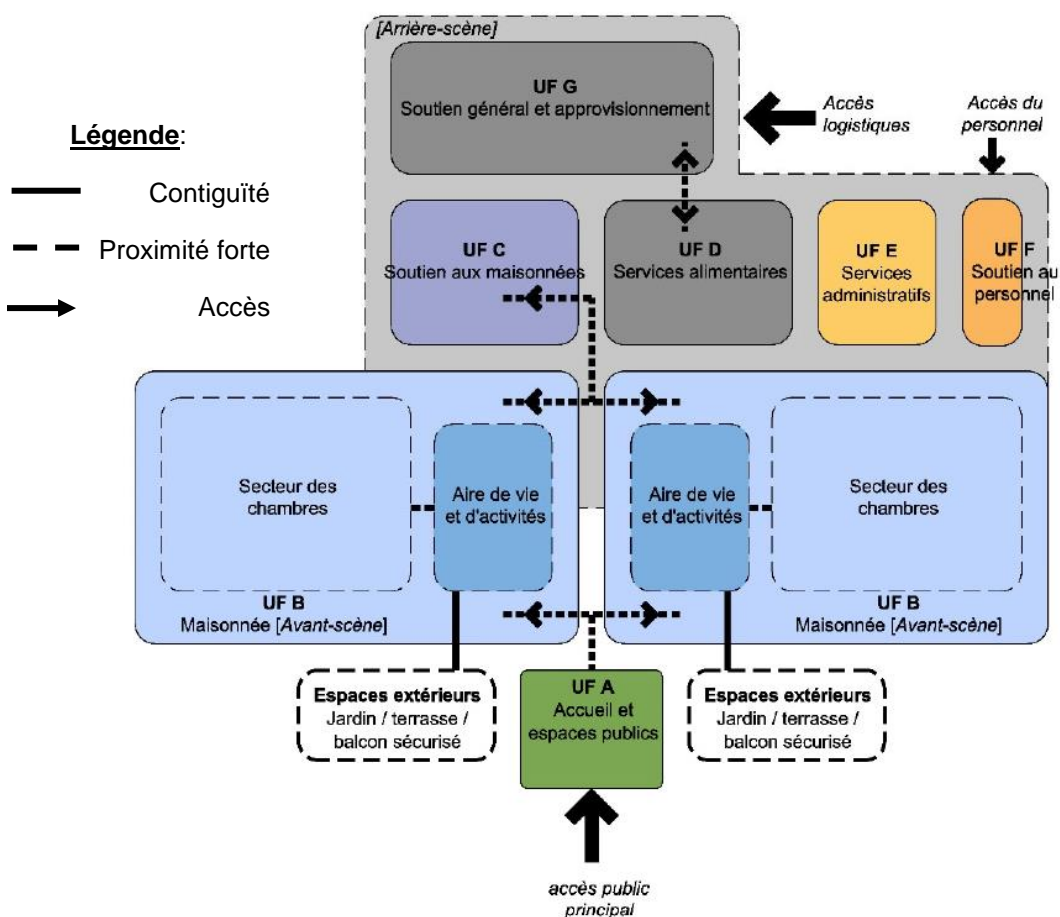 [Arrière-scène]
UF G
Soutien général et approvisionnement
Accès
logistiques
Accès du
personnel
Légende:
Contiguïté
Proximité forte
Accès
UF C
Soutien aux maisonnées
UF D
Services alimentaires
UF E
Services
administratifs
UF F
Soutien au
personnel
Secteur des
chambres
Aire de vie
et d'activités
UF B
Maisonnée [Avant-scène]
Aire de vie
et d'activités
Secteur des
chambres
UF B
Maisonnée [Avant-scène]
Espaces extérieurs
Jardin / terrasse /
balcon sécurisé
UF A
Accueil et
espaces publics
Espaces extérieurs
Jardin / terrasse /
balcon sécurisé
accès public
principal